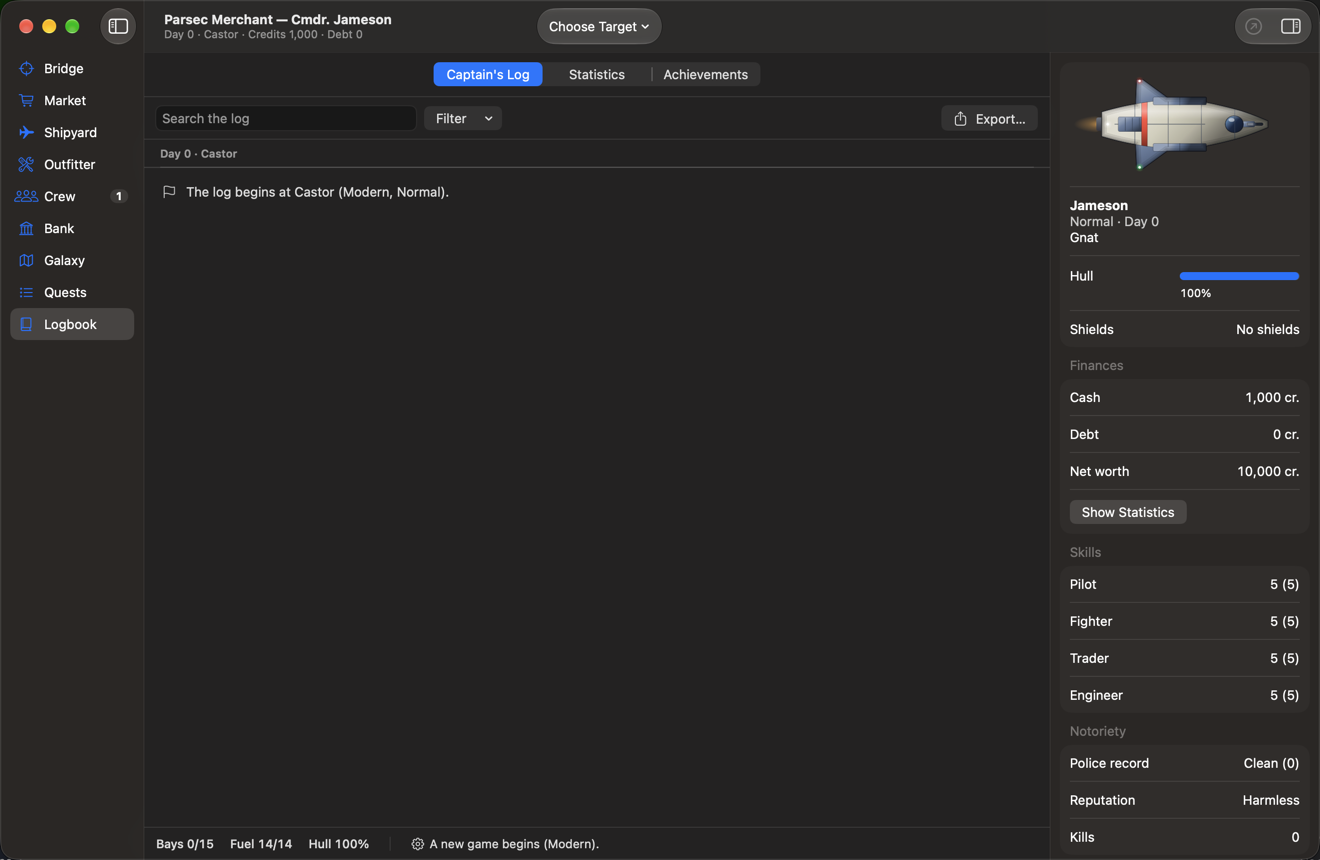 Parsec Merchant — Cmdr. Jameson
Day 0 · Castor · Credits 1,000 · Debt 0
Choose Target
Bridge
Market
Shipyard
Outfitter
Crew 1
Bank
Galaxy
Quests
Logbook
Captain's Log Statistics Achievements
Search the log Filter Export...
Day 0 · Castor
The log begins at Castor (Modern, Normal).
Bays 0/15 Fuel 14/14 Hull 100% A new game begins (Modern).
Jameson
Normal · Day 0
Gnat
Hull
100%
Shields No shields
Finances
Cash 1,000 cr.
Debt 0 cr.
Net worth 10,000 cr.
Show Statistics
Skills
Pilot 5 (5)
Fighter 5 (5)
Trader 5 (5)
Engineer 5 (5)
Notoriety
Police record Clean (0)
Reputation Harmless
Kills 0